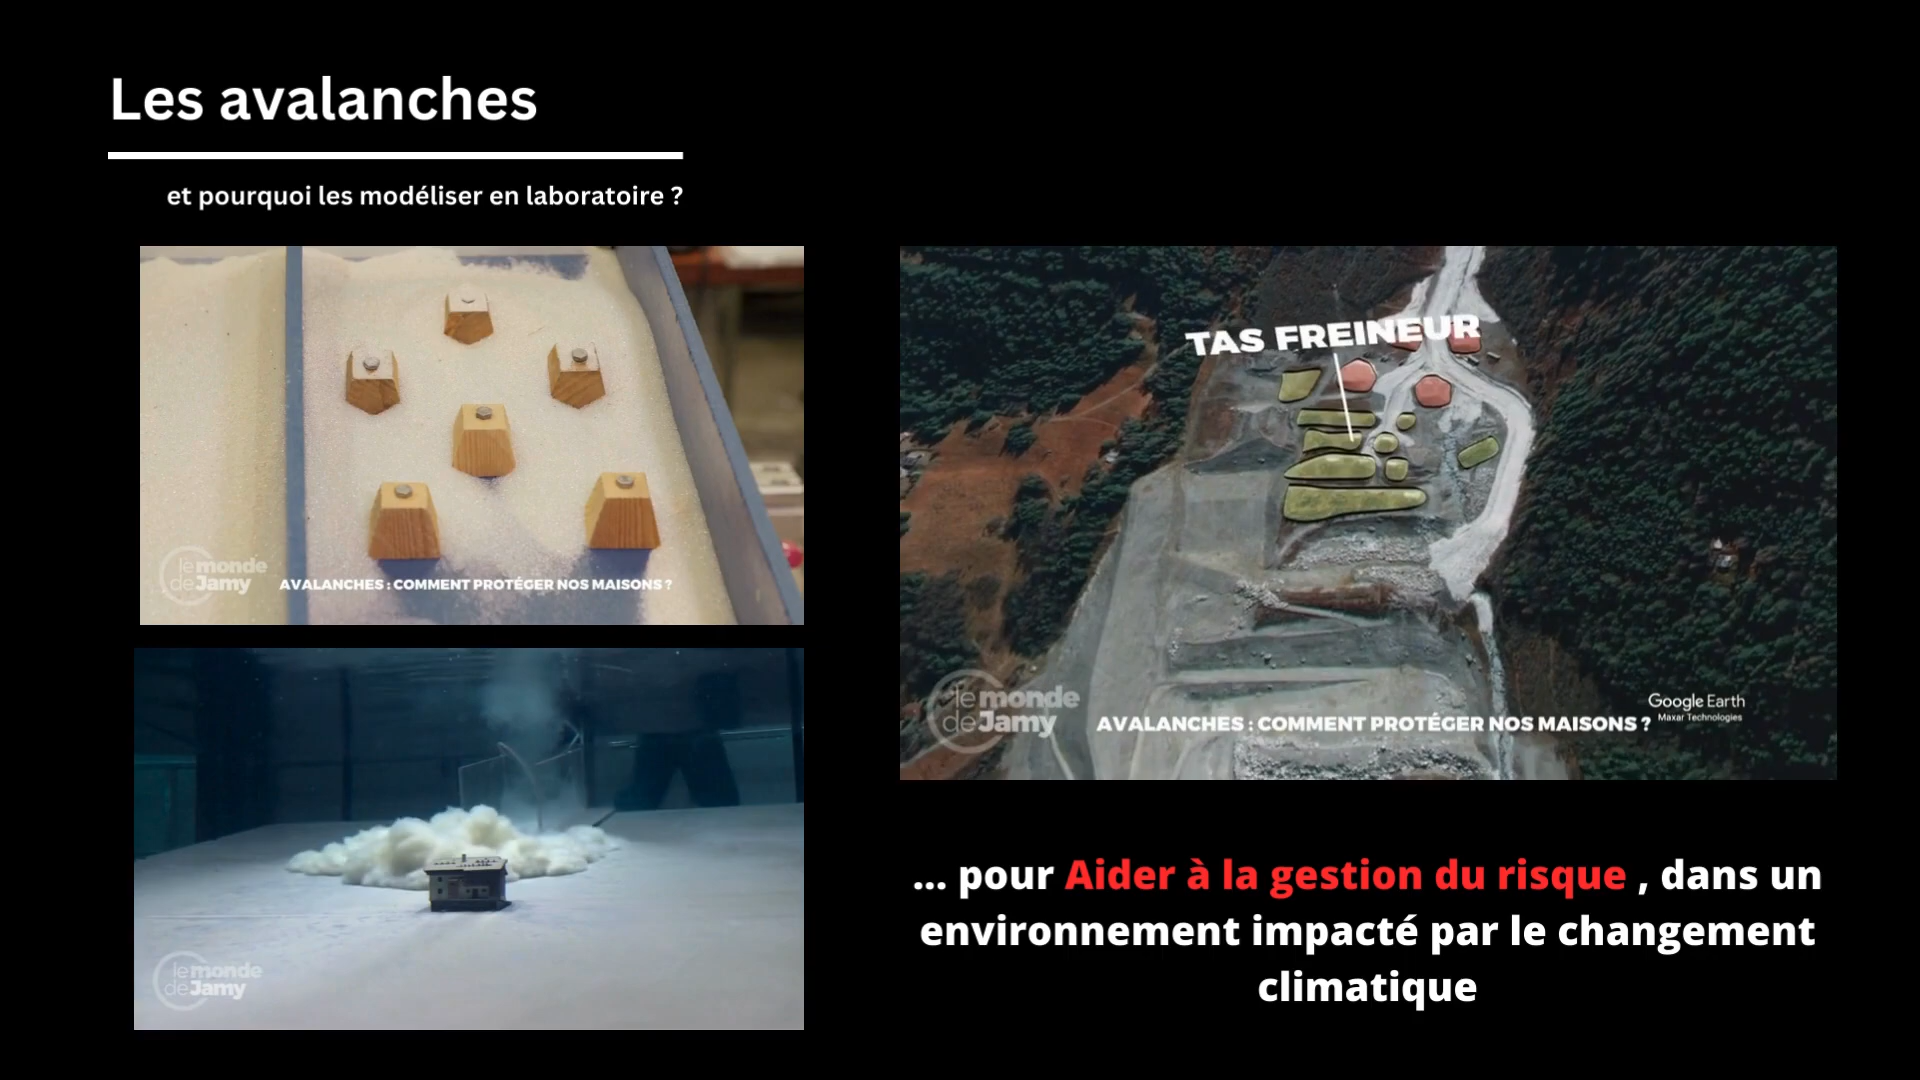 Les avalanches
et pourquoi les modéliser en laboratoire ?
le monde
de Jamy
AVALANCHES : COMMENT PROTÉGER NOS MAISONS ?
TAS FREINEUR
le monde
de Jamy
AVALANCHES : COMMENT PROTÉGER NOS MAISONS ?
Google Earth
Maxar Technologies
le monde
de Jamy
... pour Aider à la gestion du risque , dans un
environnement impacté par le changement
climatique